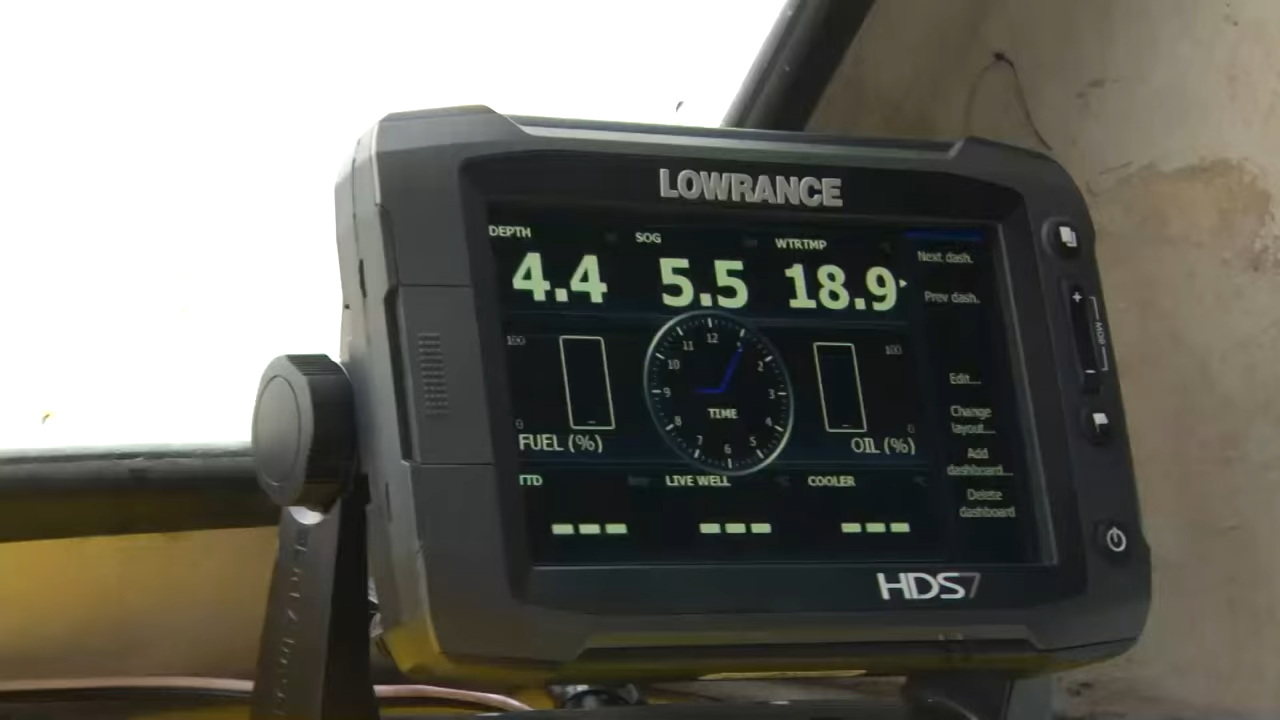 LOWRANCE
DEPTH SOG WTRTMP
4.4 5.5 18.9
Next dash.
Prev dash.
100 100
0 0
12
1
2
3
4
5
6
7
8
9
10
11
TIME
FUEL (%) OIL (%)
Edit...
Change
layout...
Add
dashboard...
Delete
dashboard
LIVE WELL COOLER
--- --- ---
+
MOB
HDS7
LOWRANCE